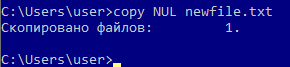 C:\Users\user>copy NUL newfile.txt
Скопировано файлов:         1.
C:\Users\user>